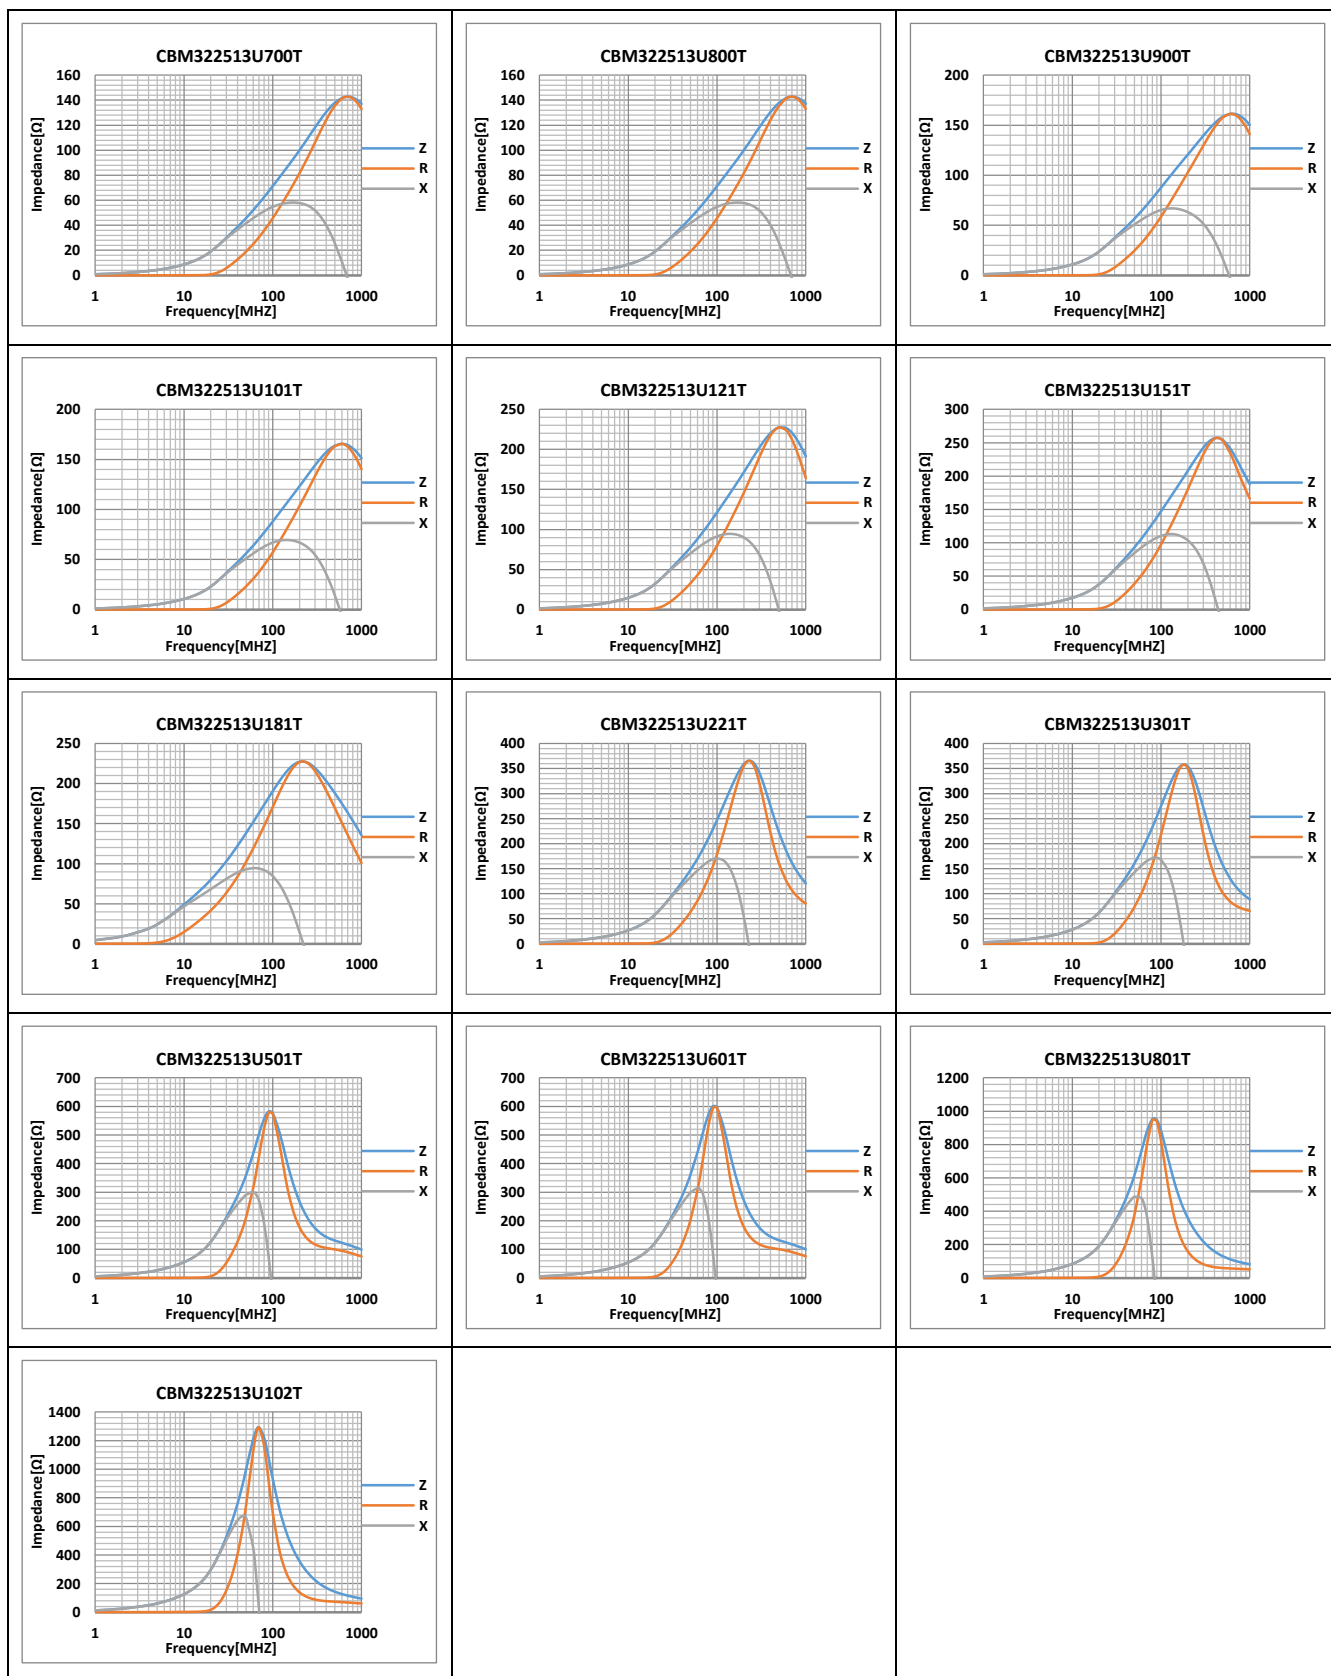 CBM322513U700T
Impedance[Ω]
160
140
120
100
80
60
40
20
0
1 10 100 1000
Frequency[MHZ]
Z
R
X
CBM322513U800T
Impedance[Ω]
160
140
120
100
80
60
40
20
0
1 10 100 1000
Frequency[MHZ]
Z
R
X
CBM322513U900T
Impedance[Ω]
200
150
100
50
0
1 10 100 1000
Frequency[MHZ]
Z
R
X
CBM322513U101T
Impedance[Ω]
200
150
100
50
0
1 10 100 1000
Frequency[MHZ]
Z
R
X
CBM322513U121T
Impedance[Ω]
250
200
150
100
50
0
1 10 100 1000
Frequency[MHZ]
Z
R
X
CBM322513U151T
Impedance[Ω]
300
250
200
150
100
50
0
1 10 100 1000
Frequency[MHZ]
Z
R
X
CBM322513U181T
Impedance[Ω]
250
200
150
100
50
0
1 10 100 1000
Frequency[MHZ]
Z
R
X
CBM322513U221T
Impedance[Ω]
400
350
300
250
200
150
100
50
0
1 10 100 1000
Frequency[MHZ]
Z
R
X
CBM322513U301T
Impedance[Ω]
400
350
300
250
200
150
100
50
0
1 10 100 1000
Frequency[MHZ]
Z
R
X
CBM322513U501T
Impedance[Ω]
700
600
500
400
300
200
100
0
1 10 100 1000
Frequency[MHZ]
Z
R
X
CBM322513U601T
Impedance[Ω]
700
600
500
400
300
200
100
0
1 10 100 1000
Frequency[MHZ]
Z
R
X
CBM322513U801T
Impedance[Ω]
1200
1000
800
600
400
200
0
1 10 100 1000
Frequency[MHZ]
Z
R
X
CBM322513U102T
Impedance[Ω]
1400
1200
1000
800
600
400
200
0
1 10 100 1000
Frequency[MHZ]
Z
R
X